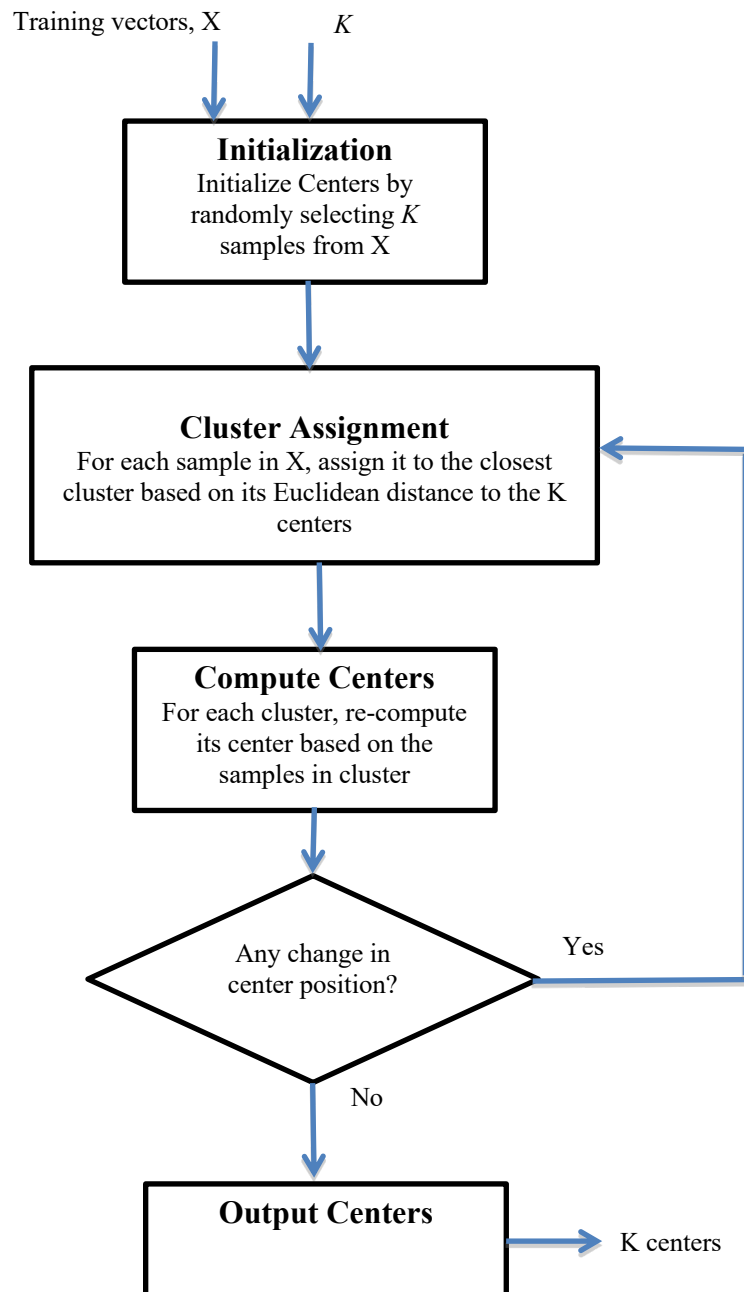 Training vectors, X
K
Initialization
Initialize Centers by
randomly selecting K
samples from X
Cluster Assignment
For each sample in X, assign it to the closest
cluster based on its Euclidean distance to the K
centers
Compute Centers
For each cluster, re-compute
its center based on the
samples in cluster
Any change in
center position?
Yes
No
Output Centers
K centers